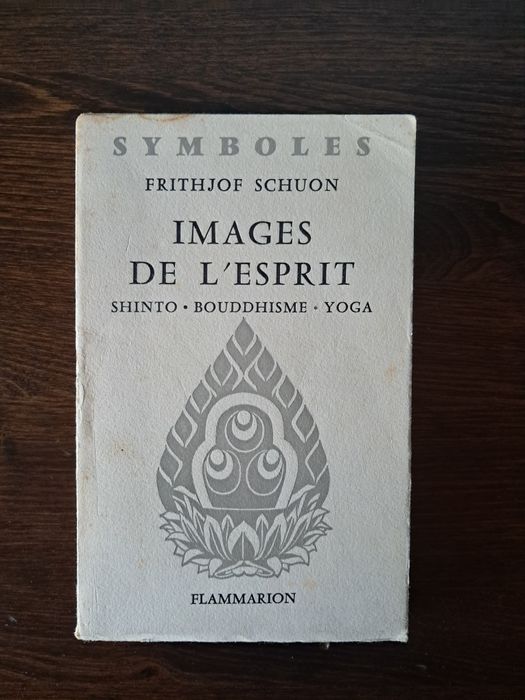 SYMBOLES
FRITHJOF SCHUON
IMAGES
DE L'ESPRIT
SHINTO • BOUDDHISME • YOGA
FLAMMARION